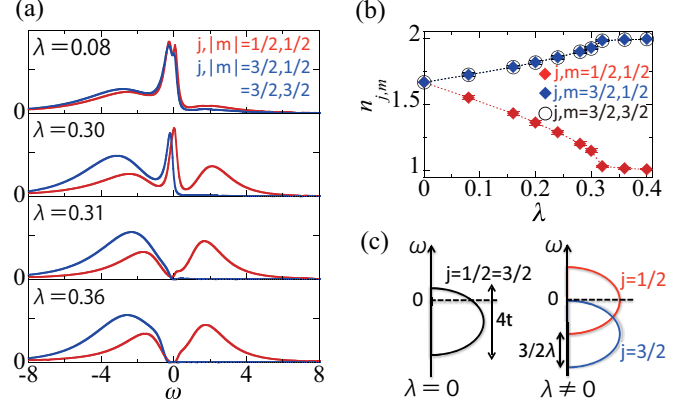 (a)
λ=0.08
j,|m|=1/2,1/2
j,|m|=3/2,1/2
=3/2,3/2
0
λ=0.30
0
λ=0.31
0
λ=0.36
0
-8 -4 0 4 8
ω
(b)
2
1.5
1
n j,m
j,m=1/2,1/2
j,m=3/2,1/2
j,m=3/2,3/2
0 0.1 0.2 0.3 0.4
λ
(c)
ω
0
j=1/2=3/2
4t
λ=0
ω
0
j=1/2
3/2λ
j=3/2
λ≠0